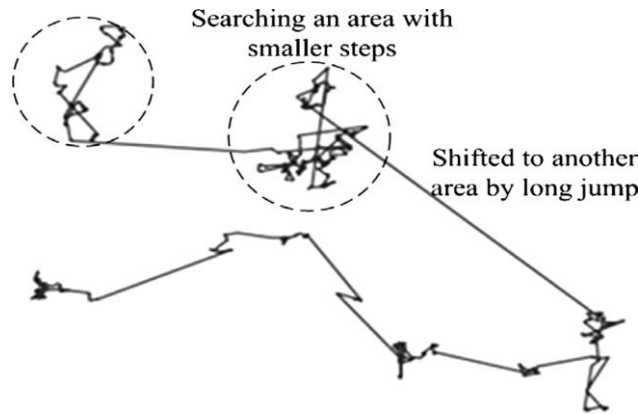 Searching an area with
smaller steps
Shifted to another
area by long jump